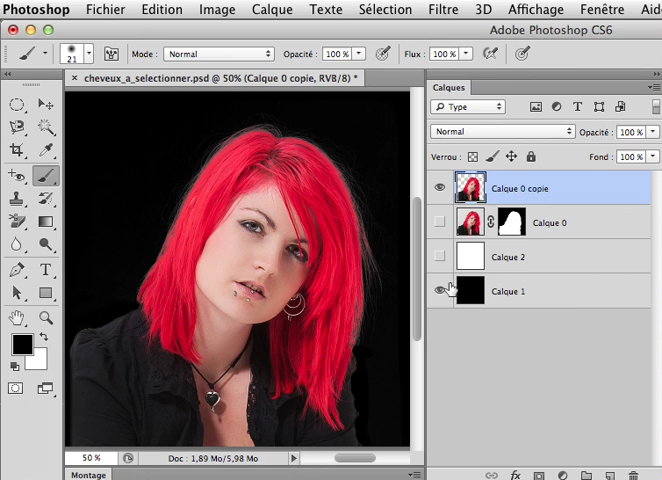 Photoshop Fichier Edition Image Calque Texte Sélection Filtre 3D Affichage Fenêtre Aide
Adobe Photoshop CS6
21 Mode : Normal Opacité : 100 % Flux : 100 %
cheveux_a_selectionner.psd @ 50% (Calque 0 copie, RVB/8) *
Calques
Type
Normal Opacité : 100 %
Verrou : Fond : 100 %
Calque 0 copie
Calque 0
Calque 2
Calque 1
50 % Doc : 1,89 Mo/5,98 Mo
Montage
fx